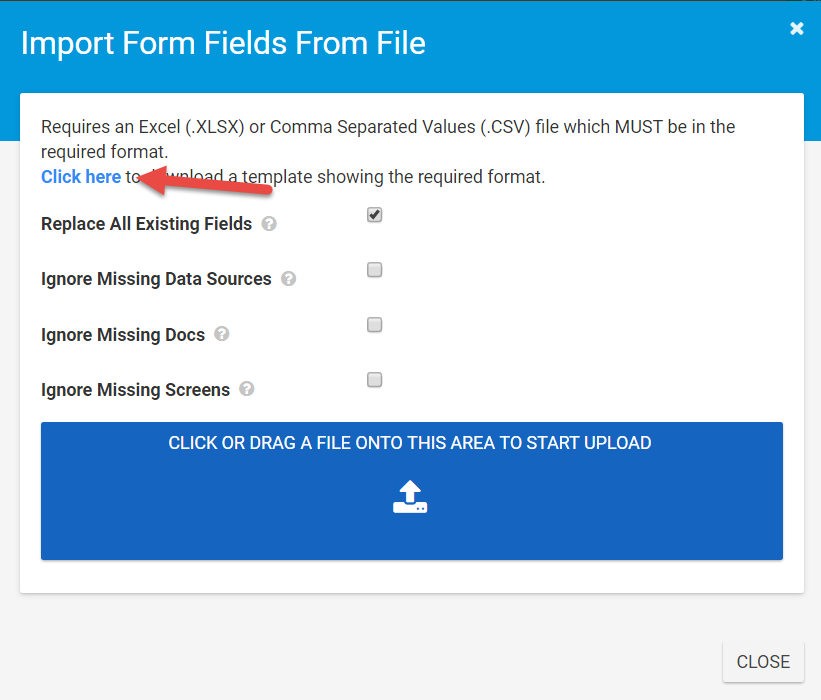 Import Form Fields From File
Requires an Excel (.XLSX) or Comma Separated Values (.CSV) file which MUST be in the
required format.
Click here to download a template showing the required format.
Replace All Existing Fields ?
Ignore Missing Data Sources ?
Ignore Missing Docs ?
Ignore Missing Screens ?
CLICK OR DRAG A FILE ONTO THIS AREA TO START UPLOAD
CLOSE